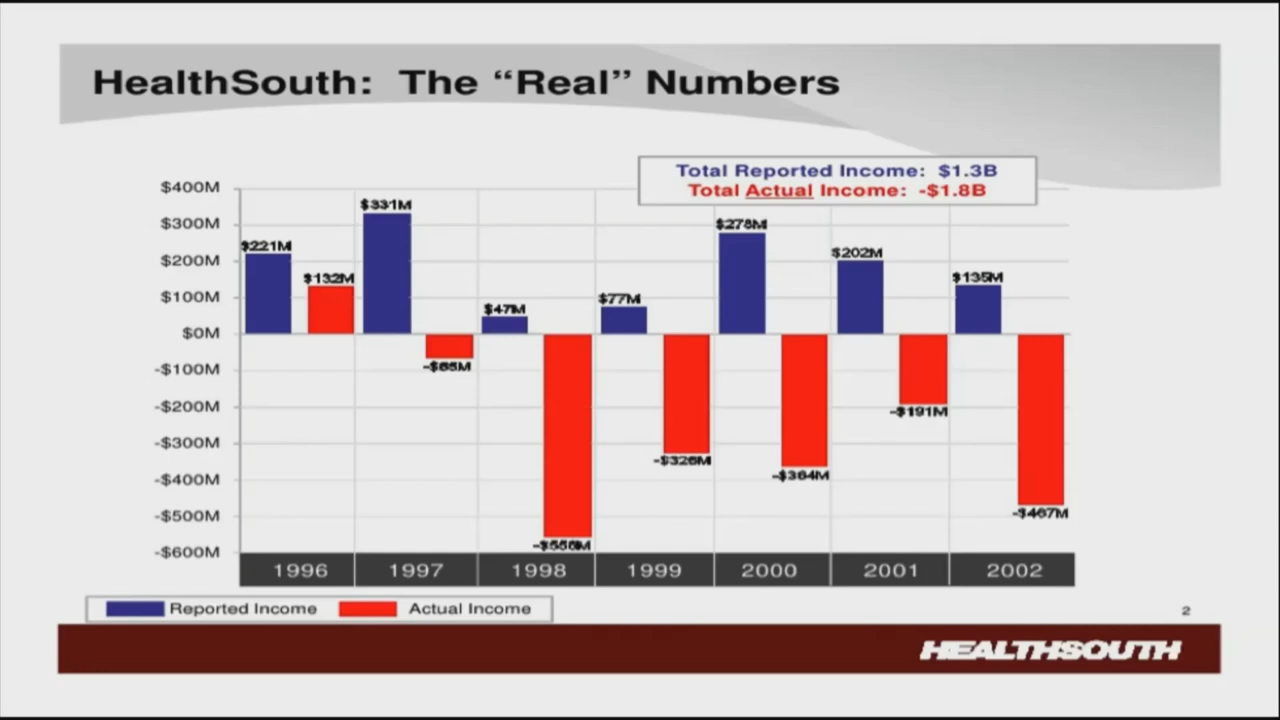 HealthSouth: The “Real” Numbers
Total Reported Income: $1.3B
Total Actual Income: -$1.8B
$400M
$300M
$200M
$100M
$0M
-$100M
-$200M
-$300M
-$400M
-$500M
-$600M
$221M
$132M
$331M
$47M
$77M
-$326M
$278M
-$364M
$202M
-$191M
$135M
-$467M
1996 1997 1998 1999 2000 2001 2002
Reported Income Actual Income
2
HEALTHSOUTH